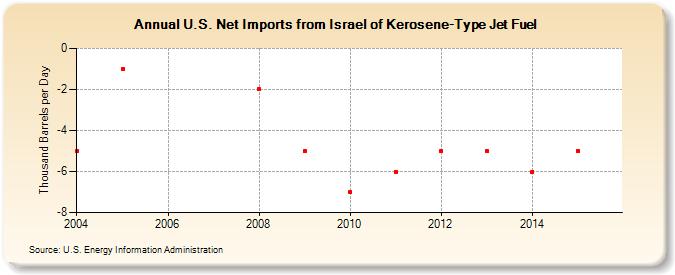 Annual U.S. Net Imports from Israel of Kerosene-Type Jet Fuel
Thousand Barrels per Day
0
-2
-4
-6
-8
2004 2006 2008 2010 2012 2014
Source: U.S. Energy Information Administration